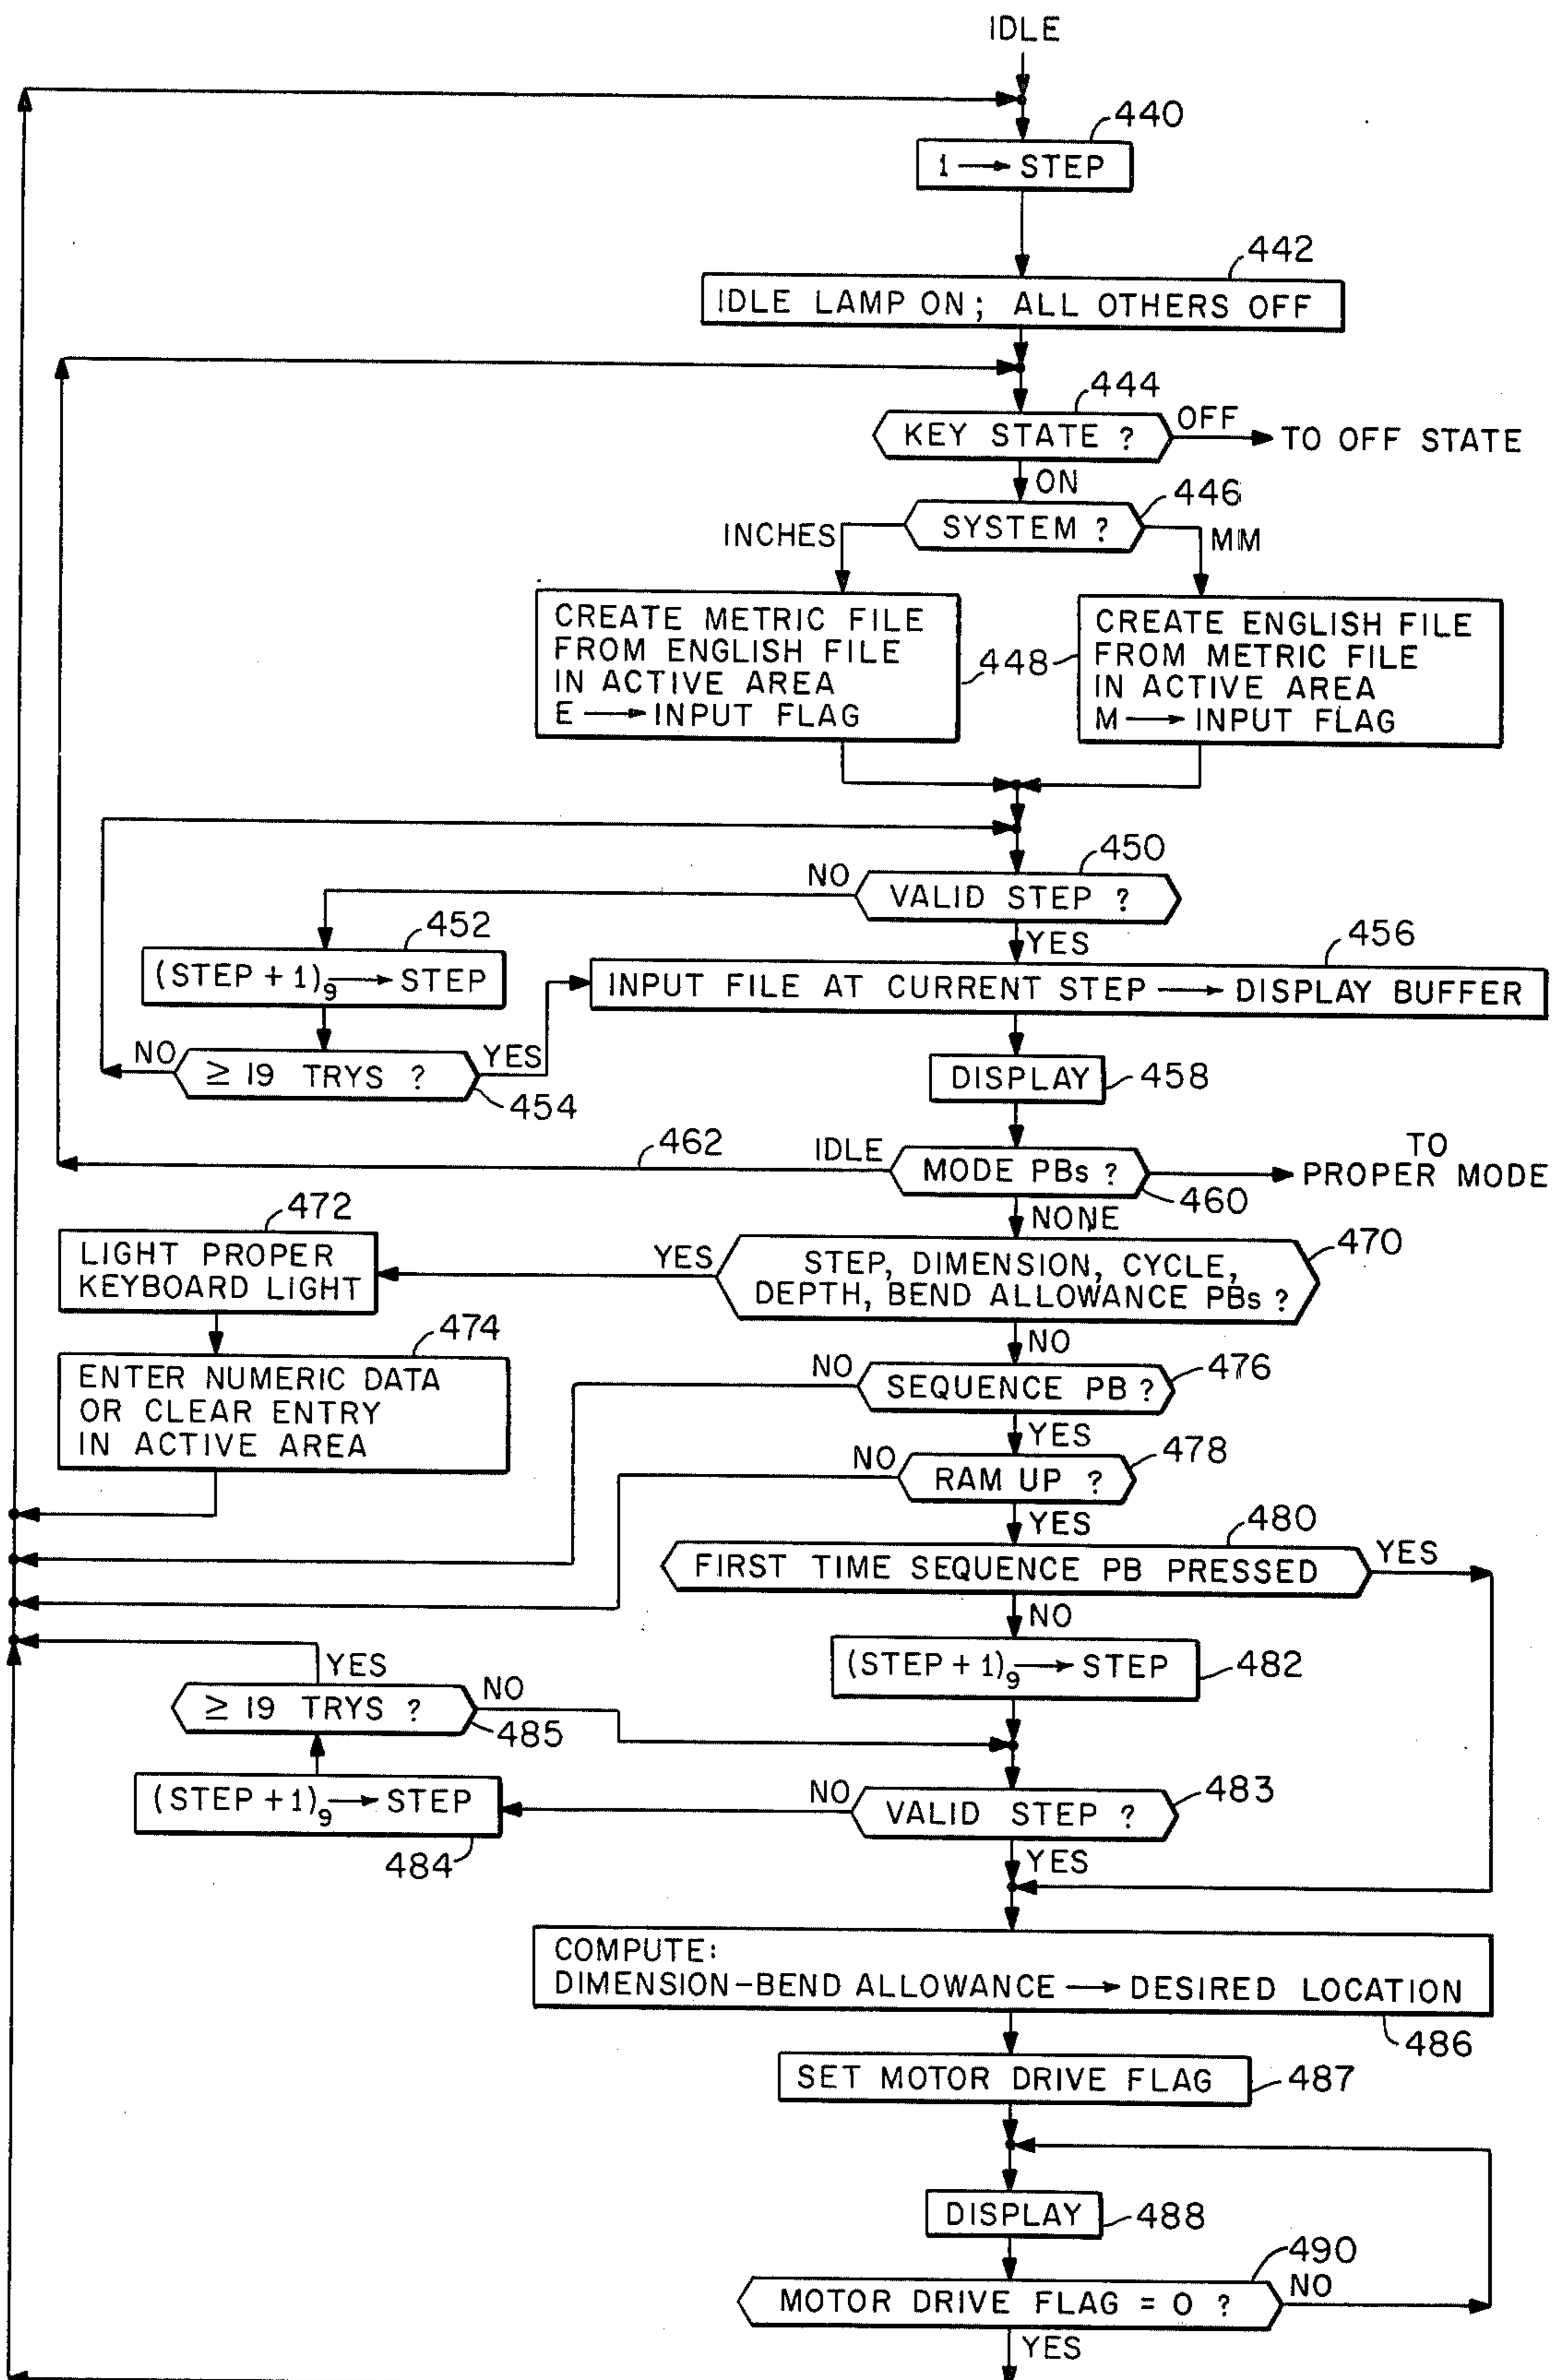 IDLE
440
1 → STEP
442
IDLE LAMP ON; ALL OTHERS OFF
444
KEY STATE ?
OFF
TO OFF STATE
ON
446
SYSTEM ?
INCHES
MM
CREATE METRIC FILE
FROM ENGLISH FILE
IN ACTIVE AREA
E → INPUT FLAG
448
CREATE ENGLISH FILE
FROM METRIC FILE
IN ACTIVE AREA
M → INPUT FLAG
450
NO
VALID STEP ?
452
YES
456
(STEP + 1)₉ → STEP
INPUT FILE AT CURRENT STEP → DISPLAY BUFFER
NO
≥ 19 TRYS ?
YES
454
DISPLAY
458
462
IDLE
MODE PBs ?
460
TO
PROPER MODE
NONE
472
LIGHT PROPER
KEYBOARD LIGHT
YES
STEP, DIMENSION, CYCLE,
DEPTH, BEND ALLOWANCE PBs ?
470
NO
474
ENTER NUMERIC DATA
OR CLEAR ENTRY
IN ACTIVE AREA
NO
SEQUENCE PB ?
476
YES
NO
RAM UP ?
478
YES
480
FIRST TIME SEQUENCE PB PRESSED
YES
NO
(STEP + 1)₉ → STEP
482
YES
≥ 19 TRYS ?
NO
485
(STEP + 1)₉ → STEP
484
NO
VALID STEP ?
483
YES
COMPUTE:
DIMENSION-BEND ALLOWANCE → DESIRED LOCATION
486
SET MOTOR DRIVE FLAG
487
DISPLAY
488
490
MOTOR DRIVE FLAG = 0 ?
NO
YES